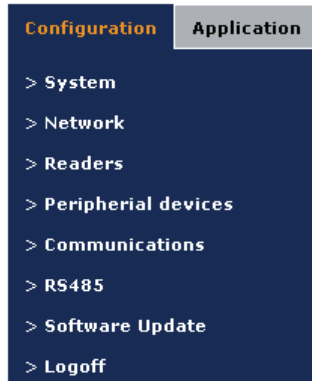 Configuration Application
> System
> Network
> Readers
> Peripherial devices
> Communications
> RS485
> Software Update
> Logoff